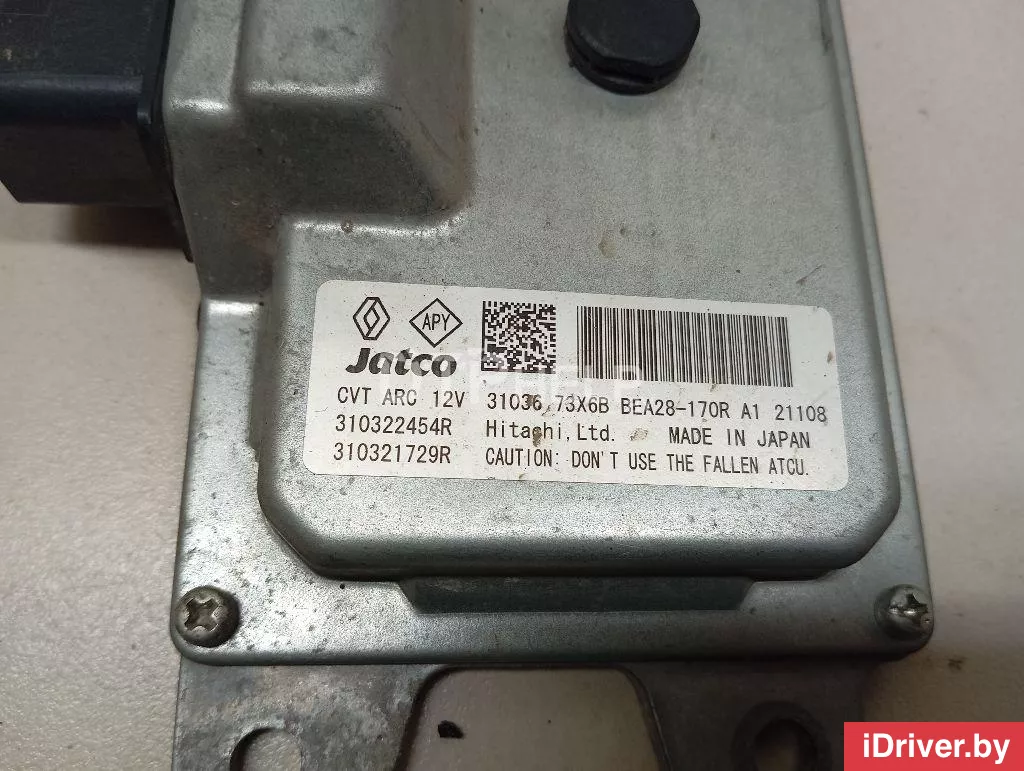 APY
Jatco
CVT ARC 12V 31036 73X6B BEA28-170R A1 21108
310322454R Hitachi, Ltd. MADE IN JAPAN
310321729R CAUTION: DON'T USE THE FALLEN ATCU.
iDriver.by